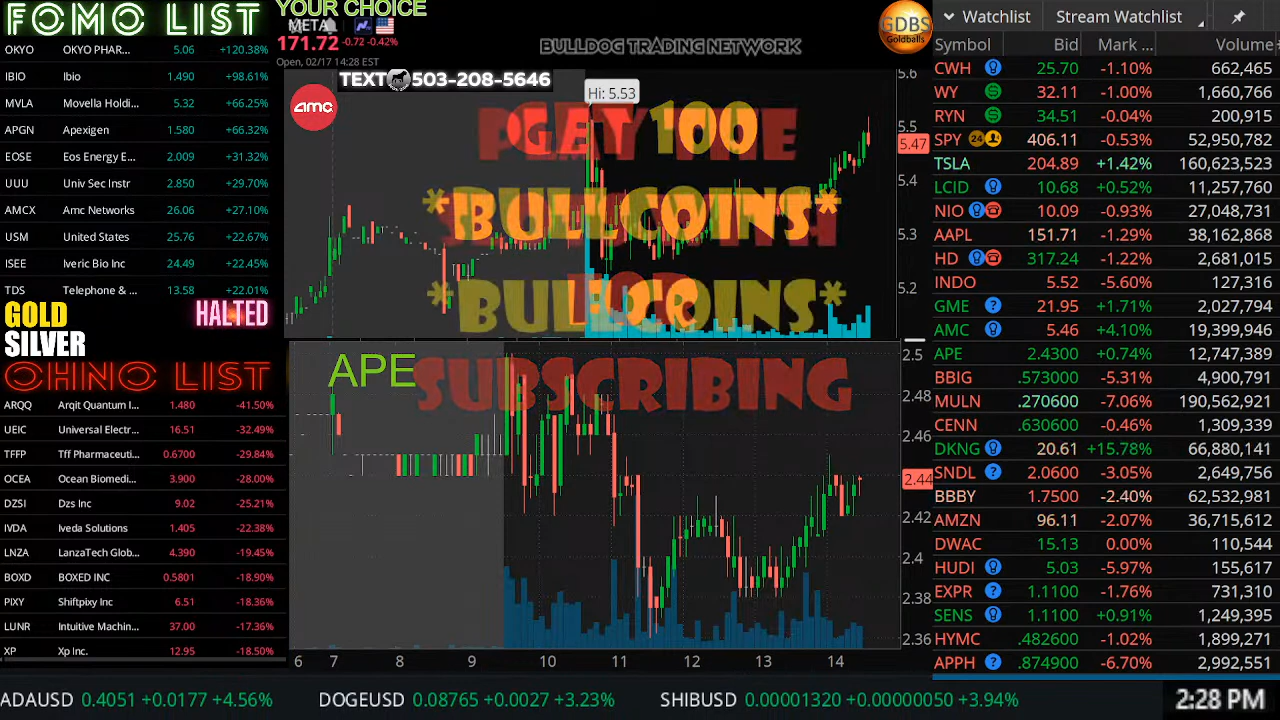 FOMO LIST
OKYO OKYO PHAR... 5.06 +120.38%
IBIO Ibio 1.490 +98.61%
MVLA Movella Holdi... 5.32 +66.25%
APGN Apexigen 1.580 +66.32%
EOSE Eos Energy E... 2.009 +31.32%
UUU Univ Sec Instr 2.850 +29.70%
AMCX Amc Networks 26.06 +27.10%
USM United States 25.76 +22.67%
ISEE Iveric Bio Inc 24.49 +22.45%
TDS Telephone & ... 13.58 +22.01%
GOLD
HALTED
SILVER
OHNO LIST
ARQQ Arqit Quantum I... 1.480 -41.50%
UEIC Universal Electr... 16.51 -32.49%
TFFP Tff Pharmaceuti... 0.6700 -29.84%
OCEA Ocean Biomedi... 3.900 -28.00%
DZSI Dzs Inc 9.02 -25.21%
IVDA Iveda Solutions 1.405 -22.38%
LNZA LanzaTech Glob... 4.390 -19.45%
BOXD BOXED INC 0.5801 -18.90%
PIXY Shiftpixy Inc 6.51 -18.36%
LUNR Intuitive Machin... 37.00 -17.36%
XP Xp Inc. 12.95 -18.50%
YOUR CHOICE
META
171.72 -0.72 -0.42%
Open, 02/17 14:28 EST
BULLDOG TRADING NETWORK
GDBS
Goldballs
TEXT 503-208-5646
amc
Hi: 5.53
100
*BULLCOINS*
*BULLCOINS*
FOR
SUBSCRIBING
5.6
5.5
5.47
5.4
5.3
5.2
APE
2.5
2.48
2.46
2.44
2.42
2.4
2.38
2.36
6 7 8 9 10 11 12 13 14
Watchlist Stream Watchlist
Symbol Bid Mark ... Volume
CWH 25.70 -1.10% 662,465
WY 32.11 -1.00% 1,660,766
RYN 34.51 -0.04% 200,915
SPY 24 406.11 -0.53% 52,950,782
TSLA 204.89 +1.42% 160,623,523
LCID 10.68 +0.52% 11,257,760
NIO 10.09 -0.93% 27,048,731
AAPL 151.71 -1.29% 38,162,868
HD 317.24 -1.22% 2,681,015
INDO 5.52 -5.60% 127,316
GME ? 21.95 +1.71% 2,027,794
AMC ? 5.46 +4.10% 19,399,946
APE 2.4300 +0.74% 12,747,389
BBIG .573000 -5.31% 4,900,791
MULN .270600 -7.06% 190,562,921
CENN .630600 -0.46% 1,309,339
DKNG 20.61 +15.78% 66,880,141
SNDL ? 2.0600 -3.05% 2,649,756
BBBY 1.7500 -2.40% 62,532,981
AMZN 96.11 -2.07% 36,715,612
DWAC 15.13 0.00% 110,544
HUDI 5.03 -5.97% 155,617
EXPR ? 1.1100 -1.76% 731,310
SENS 1.1100 +0.91% 1,249,395
HYMC .482600 -1.02% 1,899,271
APPH ? .874900 -6.70% 2,992,551
ADAUSD 0.4051 +0.0177 +4.56% DOGEUSD 0.08765 +0.0027 +3.23% SHIBUSD 0.00001320 +0.00000050 +3.94%
2:28 PM